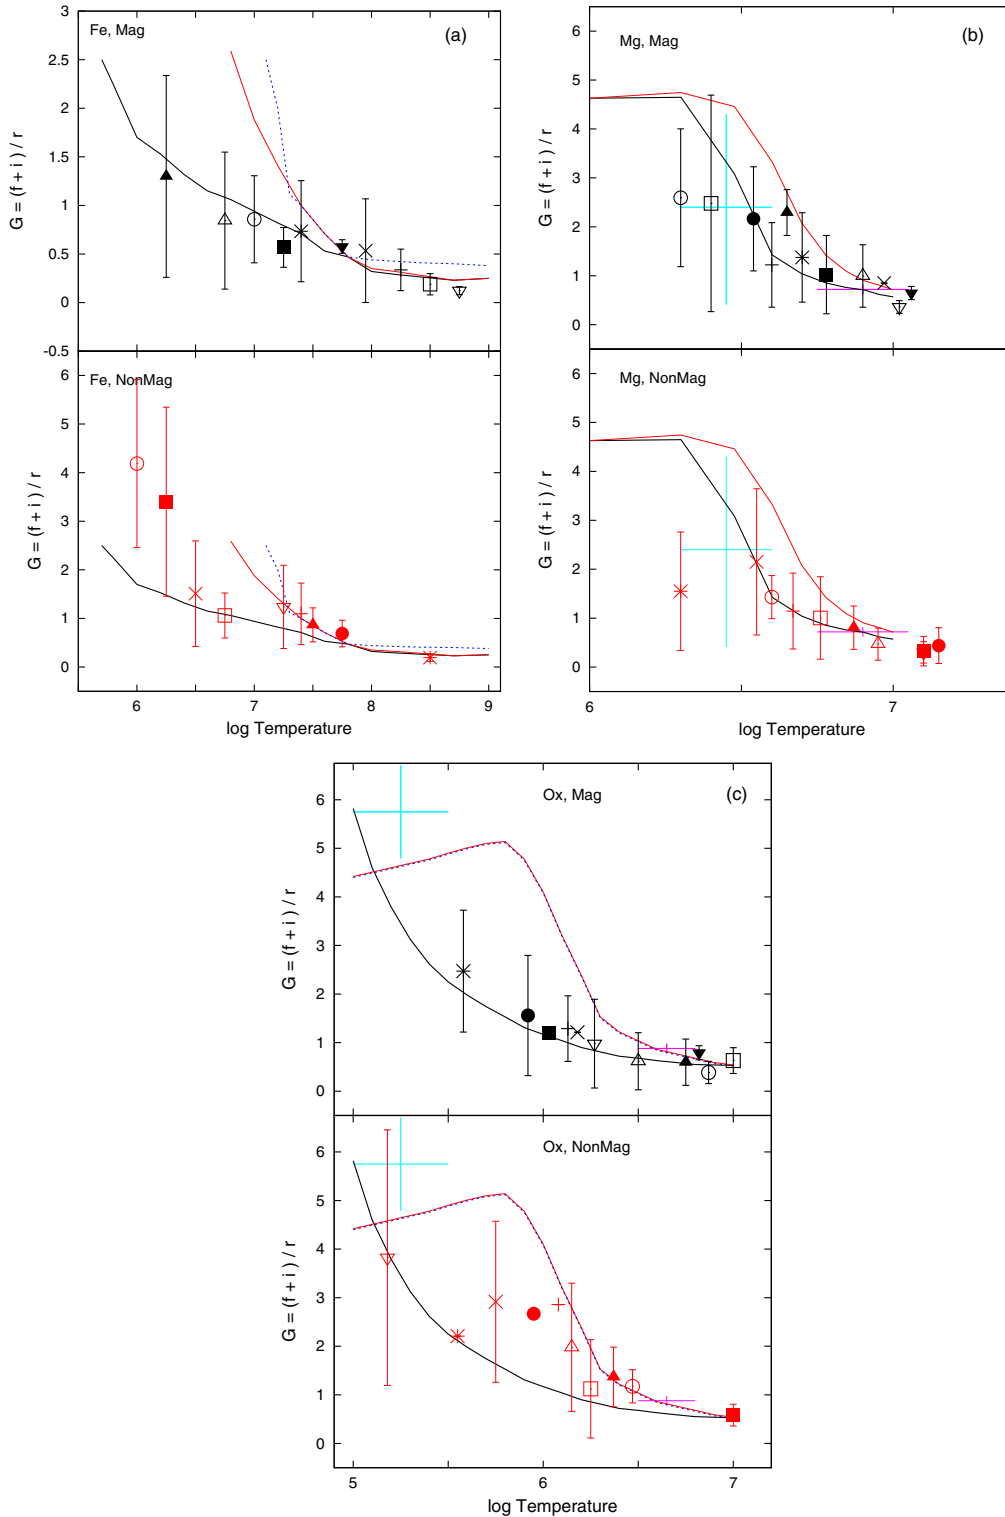 3
2.5
2
1.5
1
0.5
0
-0.5
G = (f + i) / r
Fe, Mag
(a)
6
5
4
3
2
1
0
G = (f + i) / r
Fe, NonMag
6
7
8
9
log Temperature
6
5
4
3
2
1
0
G = (f + i) / r
Mg, Mag
(b)
6
5
4
3
2
1
0
G = (f + i) / r
Mg, NonMag
6
7
log Temperature
6
5
4
3
2
1
0
G = (f + i) / r
Ox, Mag
(c)
6
5
4
3
2
1
0
G = (f + i) / r
Ox, NonMag
5
6
7
log Temperature